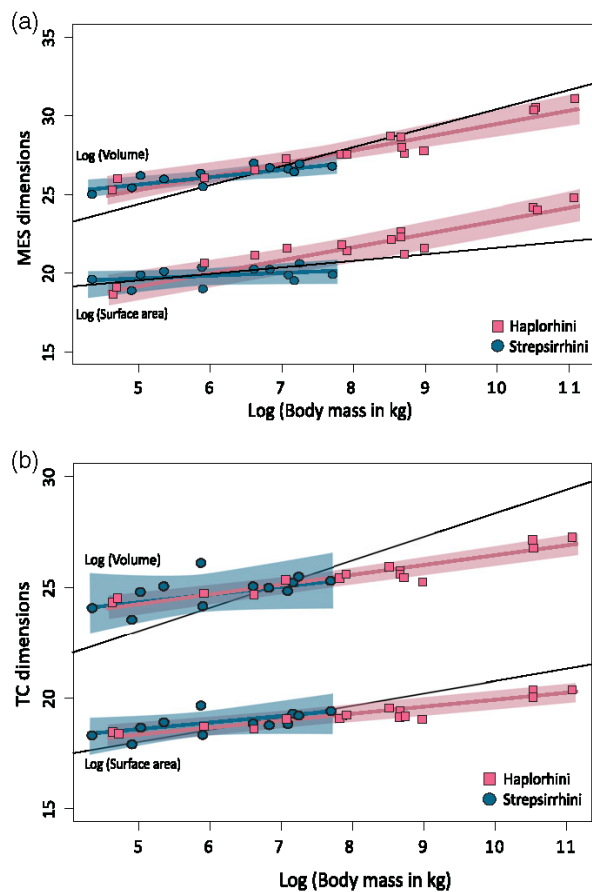 (a)
35
30
25
20
15
MES dimensions
Log (Volume)
Log (Surface area)
Haplorhini
Strepsirrhini
5 6 7 8 9 10 11
Log (Body mass in kg)
(b)
30
25
20
15
TC dimensions
Log (Volume)
Log (Surface area)
Haplorhini
Strepsirrhini
5 6 7 8 9 10 11
Log (Body mass in kg)